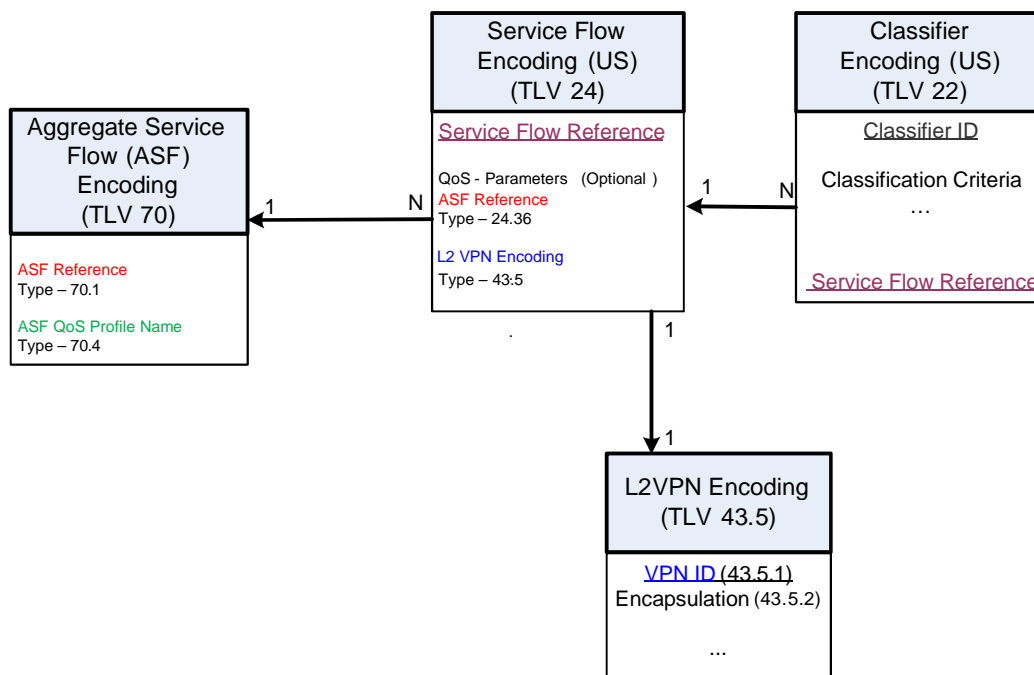 Aggregate Service
Flow (ASF)
Encoding
(TLV 70)
ASF Reference
Type – 70.1
ASF QoS Profile Name
Type – 70.4
1
N
Service Flow
Encoding (US)
(TLV 24)
Service Flow Reference
QoS - Parameters (Optional )
ASF Reference
Type – 24.36
L2 VPN Encoding
Type – 43:5
1
N
Classifier
Encoding (US)
(TLV 22)
Classifier ID
Classification Criteria
...
Service Flow Reference
.
1
1
L2VPN Encoding
(TLV 43.5)
VPN ID (43.5.1)
Encapsulation (43.5.2)
...